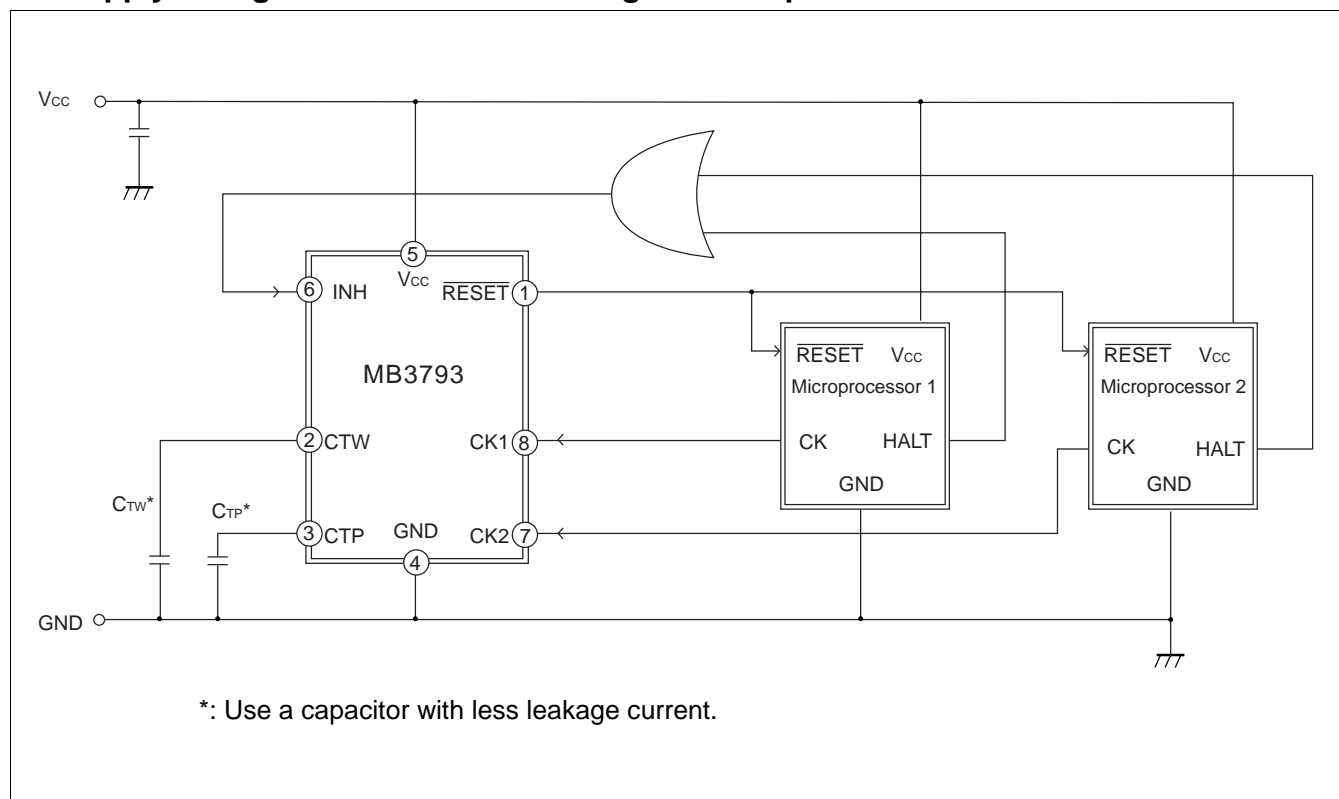 Vcc
5
Vcc
6 INH
RESET 1
MB3793
RESET Vcc
Microprocessor 1
RESET Vcc
Microprocessor 2
2 CTW
CK1 8
CK HALT
CK HALT
GND
GND
CTW*
CTP*
3 CTP
GND
CK2 7
4
GND
*: Use a capacitor with less leakage current.